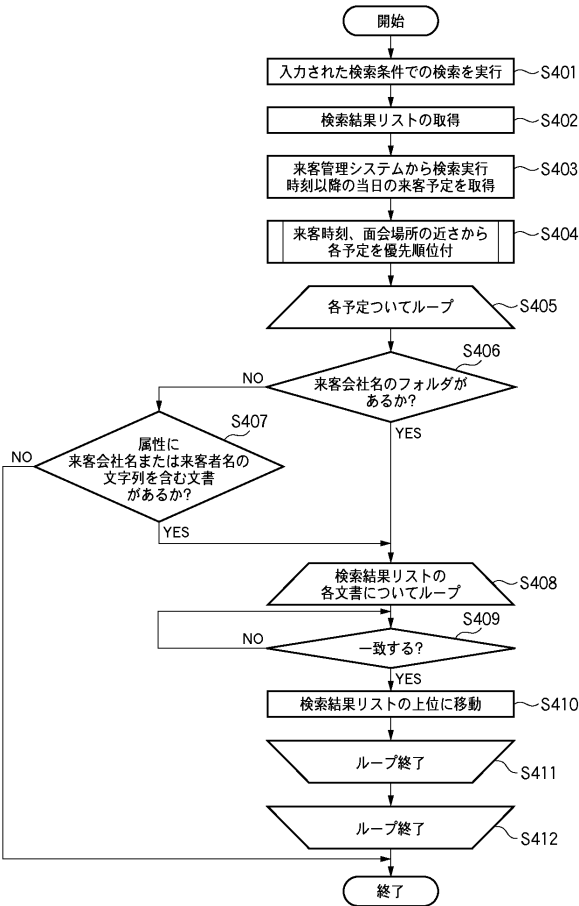 開始
入力された検索条件での検索を実行
S401
検索結果リストの取得
S402
来客管理システムから検索実行
時刻以降の当日の来客予定を取得
S403
来客時刻、面会場所の近さから
各予定を優先順位付
S404
各予定ついてループ
S405
S406
来客会社名のフォルダが
あるか?
NO
YES
S407
属性に
来客会社名または来客者名の
文字列を含む文書
があるか?
NO
YES
検索結果リストの
各文書についてループ
S408
S409
一致する?
NO
YES
検索結果リストの上位に移動
S410
ループ終了
S411
ループ終了
S412
終了